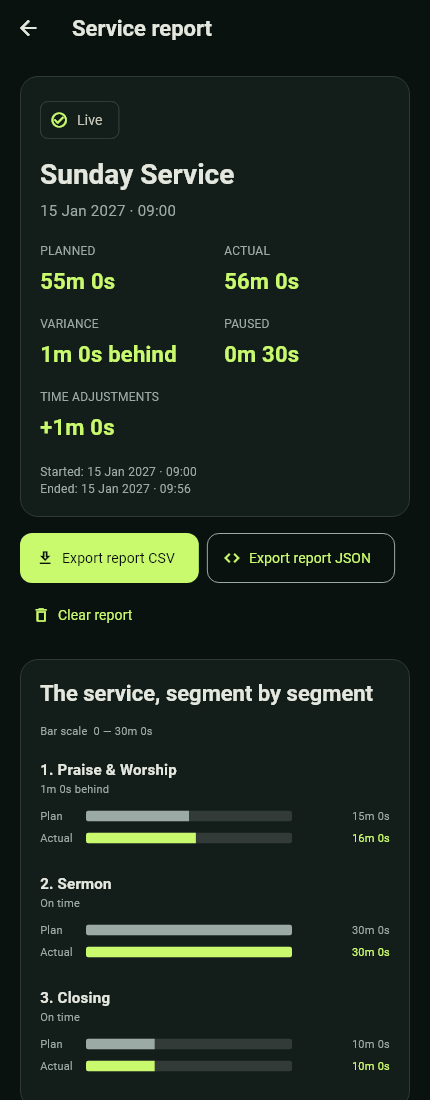 Service report
Live
Sunday Service
15 Jan 2027 · 09:00
PLANNED
ACTUAL
55m 0s
56m 0s
VARIANCE
PAUSED
1m 0s behind
0m 30s
TIME ADJUSTMENTS
+1m 0s
Started: 15 Jan 2027 · 09:00
Ended: 15 Jan 2027 · 09:56
Export report CSV
Export report JSON
Clear report
The service, segment by segment
Bar scale 0 — 30m 0s
1. Praise & Worship
1m 0s behind
Plan 15m 0s
Actual 16m 0s
2. Sermon
On time
Plan 30m 0s
Actual 30m 0s
3. Closing
On time
Plan 10m 0s
Actual 10m 0s